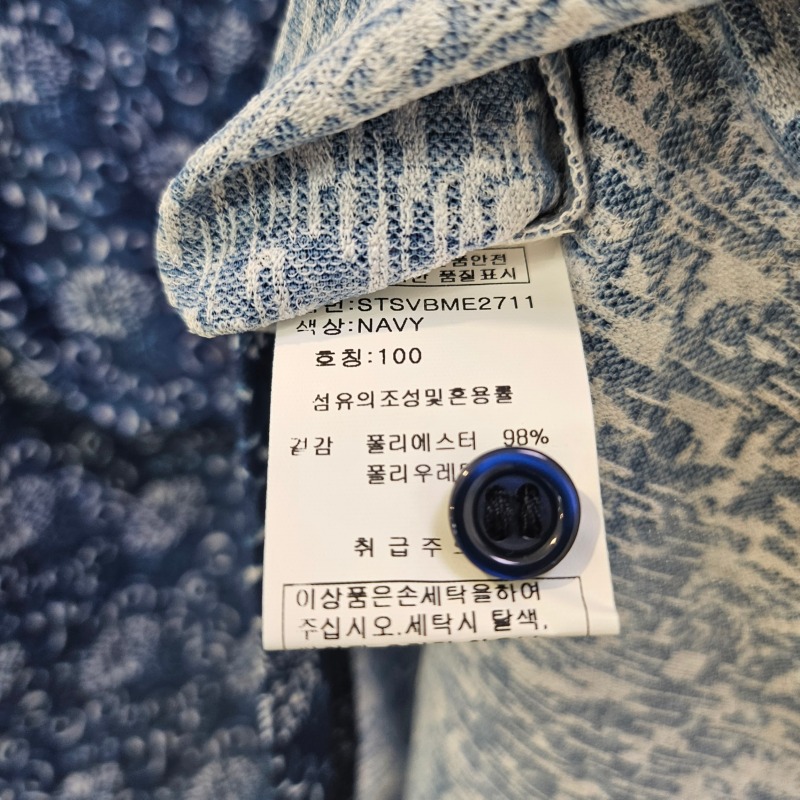 품안전
품질표시
:STSVBME2711
색상:NAVY
호칭:100
섬유의조성및혼용률
겉감 폴리에스터 98%
폴리우레
취급주
이상품은손세탁을하여
주십시오.세탁시 탈색,